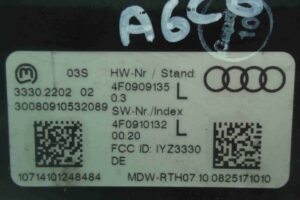 A6C6
03S
HW-Nr / Stand
3330.2202 02
4F0909135 L
30080910532089
0.3
SW-Nr./Index
4F0910132 L
00.20
FCC ID: IYZ3330
DE
10714101248484
MDW-RTH07.10.0825171010